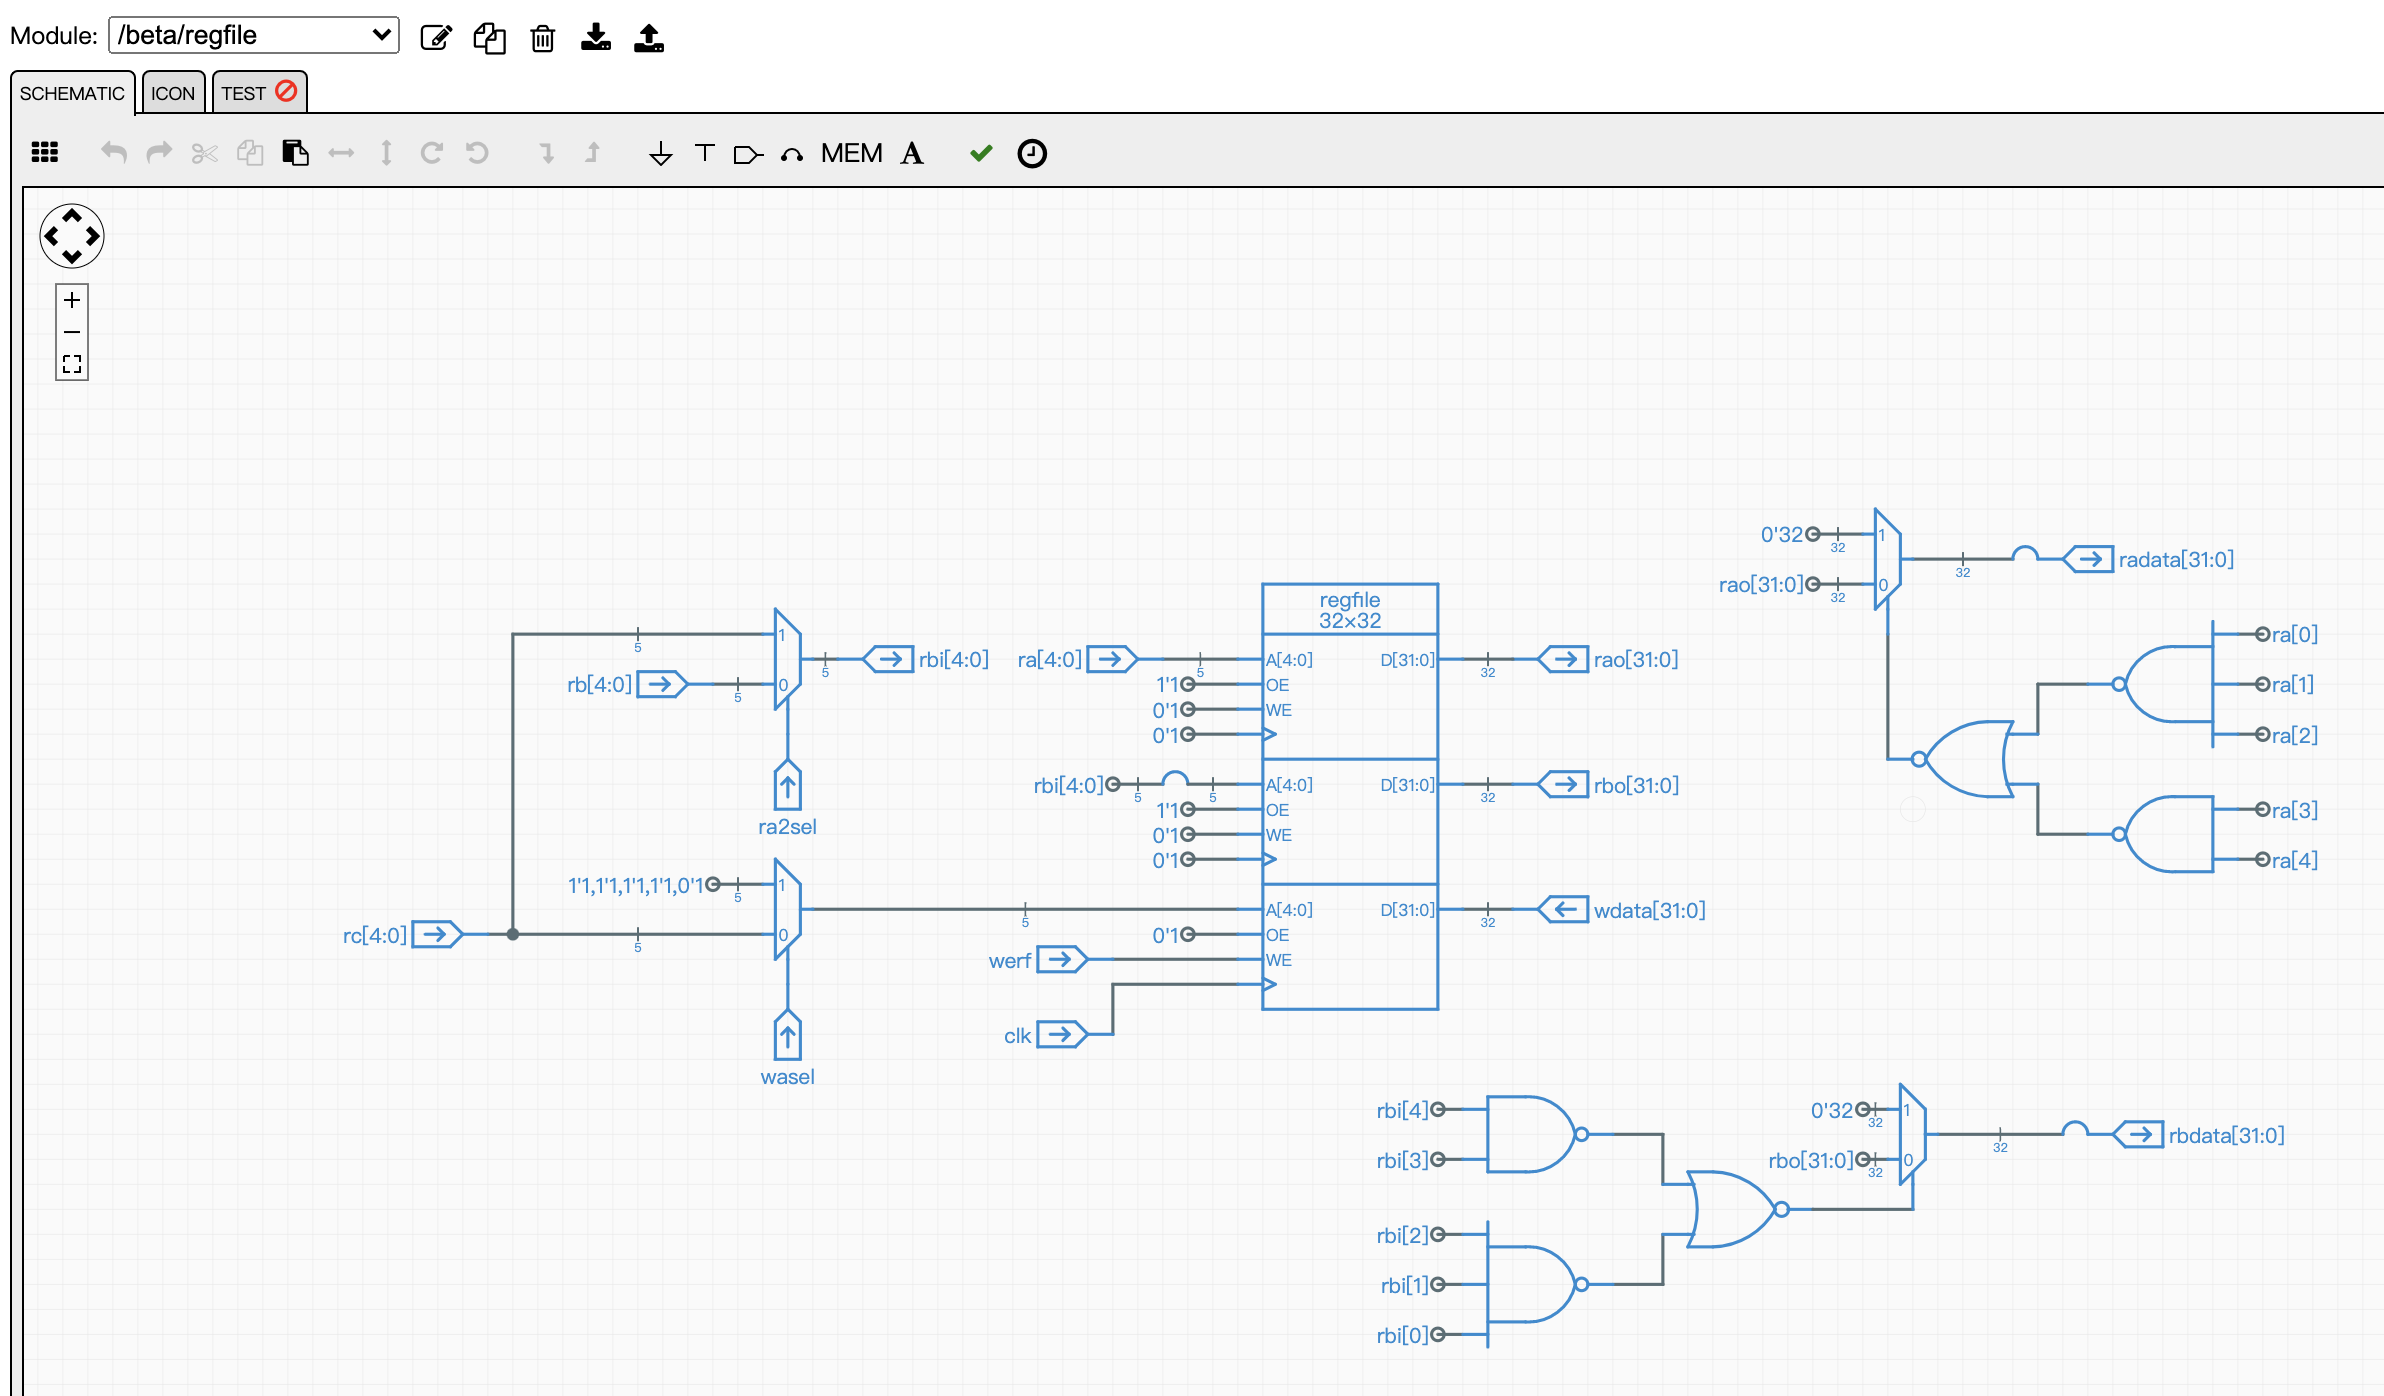 Module: /beta/regfile
SCHEMATIC ICON TEST
MEM A
0'32 1 32
rao[31:0] 0 32
32 radata[31:0]
regfile
32×32
1 5
rb[4:0] 0 5
5 rbi[4:0]
ra2sel
ra[4:0] 5 A[4:0] D[31:0] 32 rao[31:0]
1'1 OE
0'1 WE
0'1
rbi[4:0] 5 5 A[4:0] D[31:0] 32 rbo[31:0]
1'1 OE
0'1 WE
0'1
1'1,1'1,1'1,1'1,0'1 1 5
rc[4:0] 5 0
wasel
5 A[4:0] D[31:0] 32 wdata[31:0]
0'1 OE
werf WE
clk
ra[0]
ra[1]
ra[2]
ra[3]
ra[4]
rbi[4]
rbi[3]
rbi[2]
rbi[1]
rbi[0]
0'32 1 32
rbo[31:0] 0 32
32 rbdata[31:0]